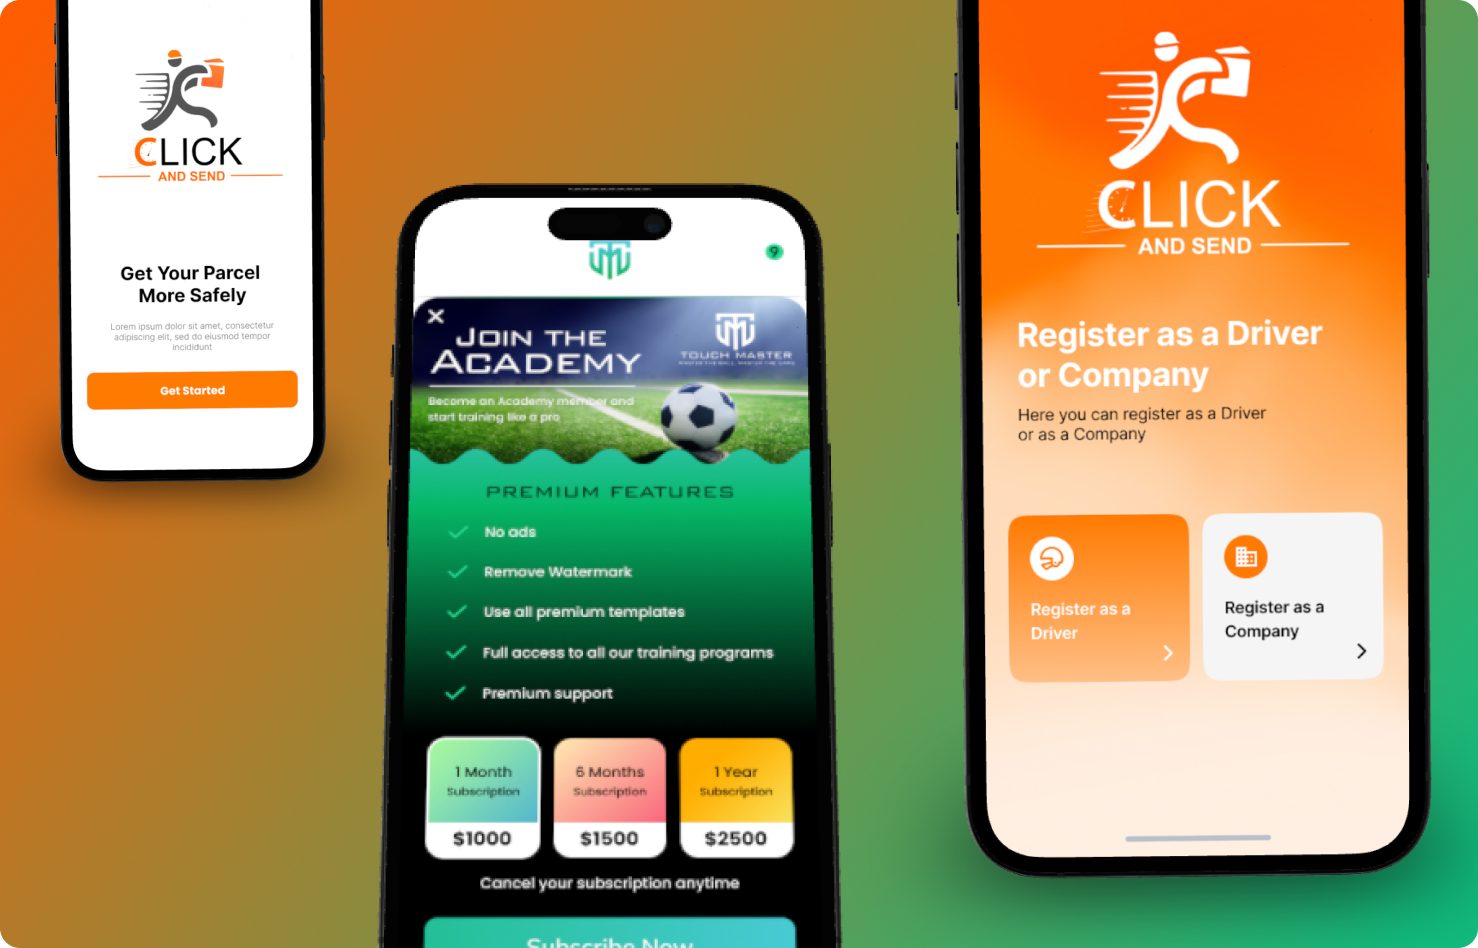 CLICK
AND SEND
Get Your Parcel
More Safely
Lorem ipsum dolor sit amet, consectetur
adipiscing elit, sed do eiusmod tempor
incididunt
Get Started
9
JOIN THE
ACADEMY
TOUCH MASTER
Become an Academy member and
start training like a pro
PREMIUM FEATURES
No ads
Remove Watermark
Use all premium templates
Full access to all our training programs
Premium support
1 Month
Subscription
$1000
6 Months
Subscription
$1500
1 Year
Subscription
$2500
Cancel your subscription anytime
Subscribe Now
CLICK
AND SEND
Register as a Driver
or Company
Here you can register as a Driver
or as a Company
Register as a
Driver
Register as a
Company